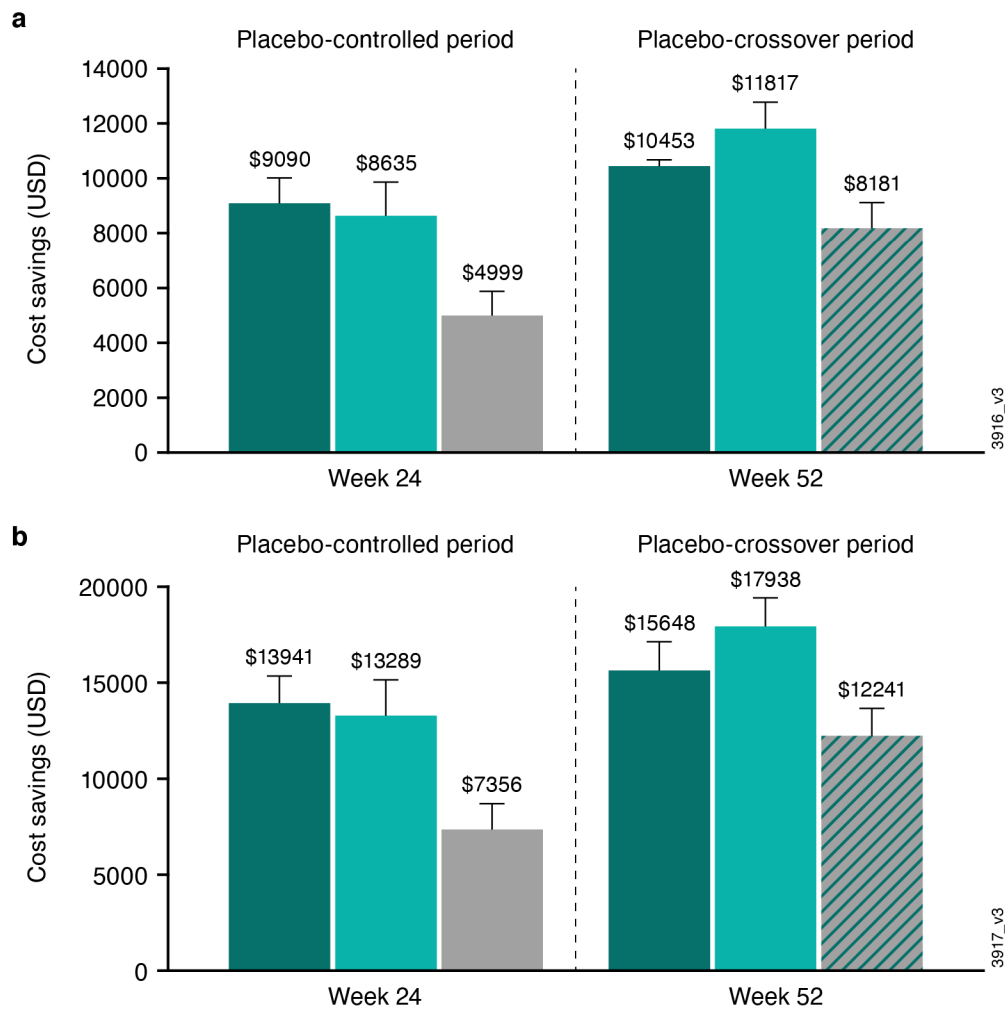 a
Placebo-controlled period
Placebo-crossover period
Cost savings (USD)
14000
12000
10000
8000
6000
4000
2000
0
$9090
$8635
$4999
$10453
$11817
$8181
Week 24
Week 52
3916_v3
b
Placebo-controlled period
Placebo-crossover period
Cost savings (USD)
20000
15000
10000
5000
0
$13941
$13289
$7356
$15648
$17938
$12241
Week 24
Week 52
3917_v3